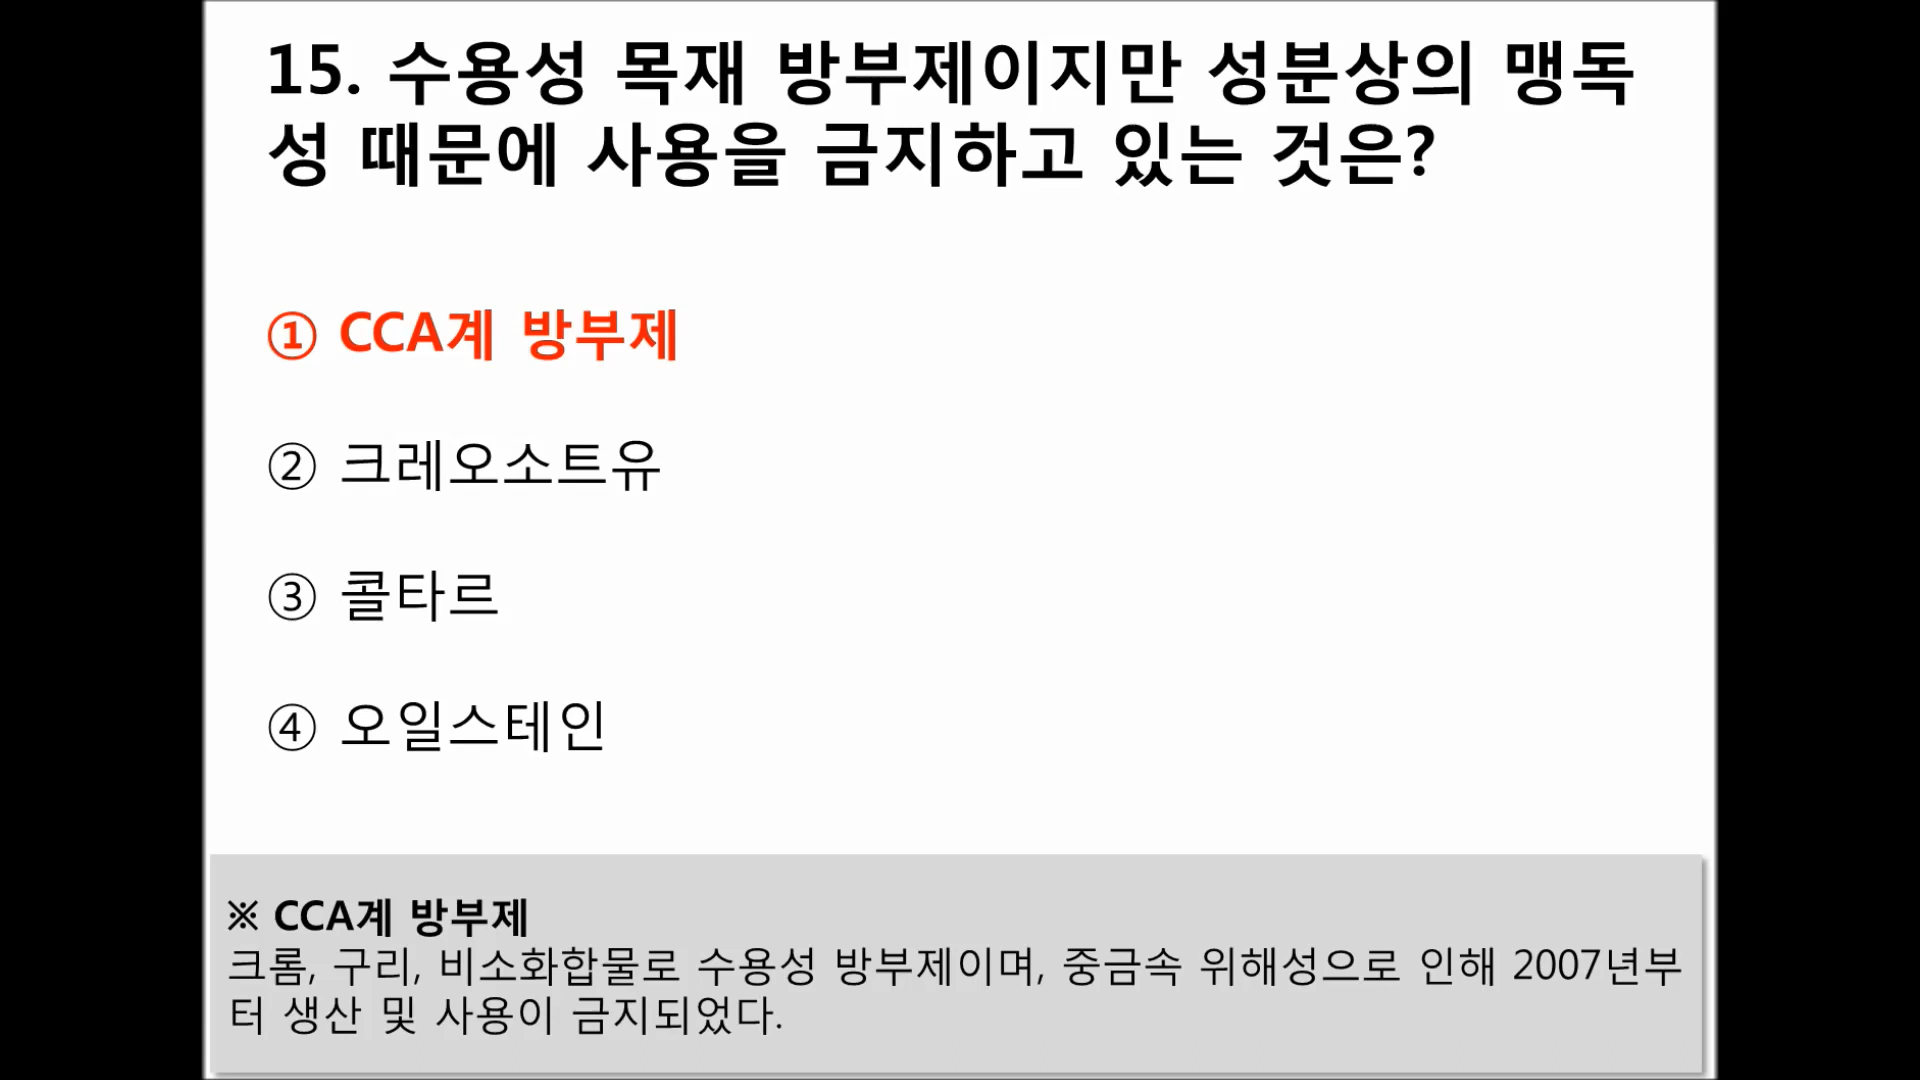 15. 수용성 목재 방부제이지만 성분상의 맹독
성 때문에 사용을 금지하고 있는 것은?
① CCA계 방부제
② 크레오소트유
③ 콜타르
④ 오일스테인
※ CCA계 방부제
크롬, 구리, 비소화합물로 수용성 방부제이며, 중금속 위해성으로 인해 2007년부
터 생산 및 사용이 금지되었다.